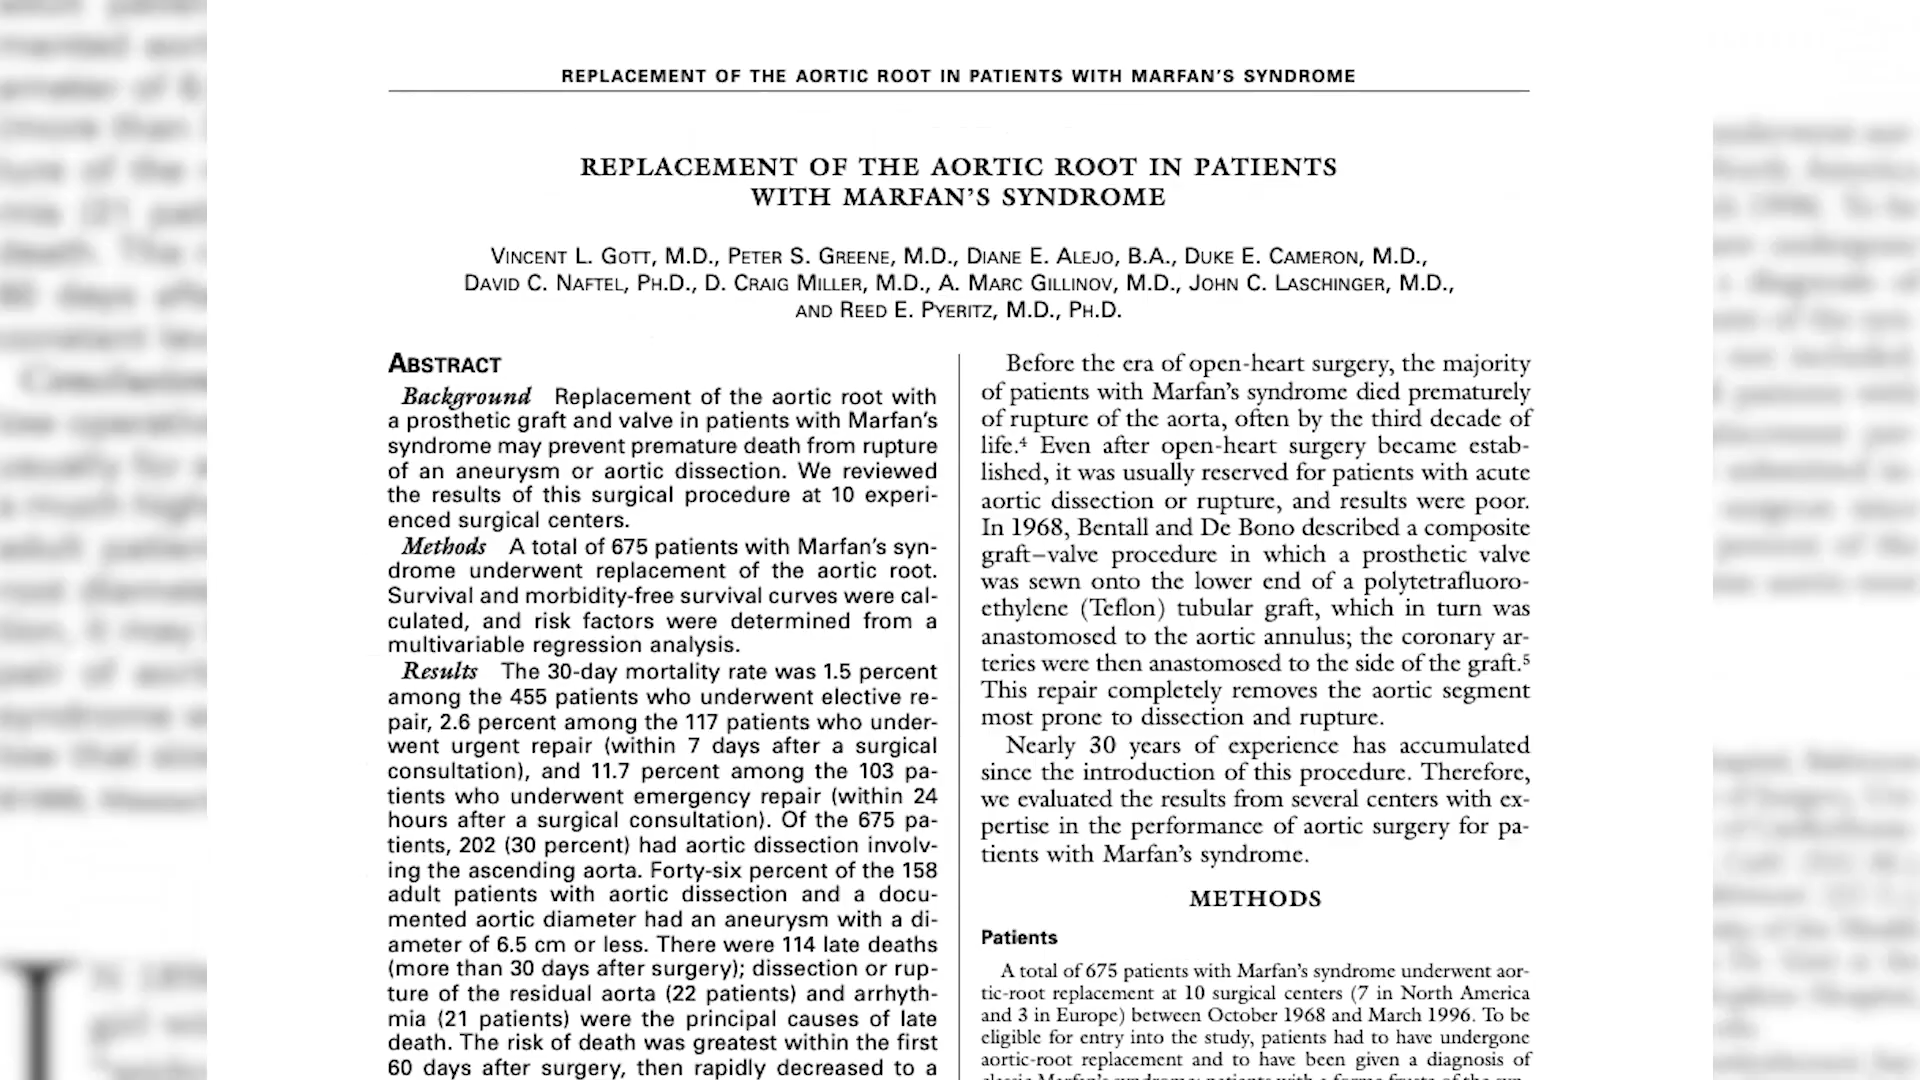 REPLACEMENT OF THE AORTIC ROOT IN PATIENTS WITH MARFAN'S SYNDROME
REPLACEMENT OF THE AORTIC ROOT IN PATIENTS
WITH MARFAN'S SYNDROME
VINCENT L. GOTT, M.D., PETER S. GREENE, M.D., DIANE E. ALEJO, B.A., DUKE E. CAMERON, M.D.,
DAVID C. NAFTEL, PH.D., D. CRAIG MILLER, M.D., A. MARC GILLINOV, M.D., JOHN C. LASCHINGER, M.D.,
AND REED E. PYERITZ, M.D., PH.D.
ABSTRACT
Background Replacement of the aortic root with
a prosthetic graft and valve in patients with Marfan's
syndrome may prevent premature death from rupture
of an aneurysm or aortic dissection. We reviewed
the results of this surgical procedure at 10 experi-
enced surgical centers.
Methods A total of 675 patients with Marfan's syn-
drome underwent replacement of the aortic root.
Survival and morbidity-free survival curves were cal-
culated, and risk factors were determined from a
multivariable regression analysis.
Results The 30-day mortality rate was 1.5 percent
among the 455 patients who underwent elective re-
pair, 2.6 percent among the 117 patients who under-
went urgent repair (within 7 days after a surgical
consultation), and 11.7 percent among the 103 pa-
tients who underwent emergency repair (within 24
hours after a surgical consultation). Of the 675 pa-
tients, 202 (30 percent) had aortic dissection involv-
ing the ascending aorta. Forty-six percent of the 158
adult patients with aortic dissection and a docu-
mented aortic diameter had an aneurysm with a di-
ameter of 6.5 cm or less. There were 114 late deaths
(more than 30 days after surgery); dissection or rup-
ture of the residual aorta (22 patients) and arrhyth-
mia (21 patients) were the principal causes of late
death. The risk of death was greatest within the first
60 days after surgery, then rapidly decreased to a
Before the era of open-heart surgery, the majority
of patients with Marfan's syndrome died prematurely
of rupture of the aorta, often by the third decade of
life.⁴ Even after open-heart surgery became estab-
lished, it was usually reserved for patients with acute
aortic dissection or rupture, and results were poor.
In 1968, Bentall and De Bono described a composite
graft–valve procedure in which a prosthetic valve
was sewn onto the lower end of a polytetrafluoro-
ethylene (Teflon) tubular graft, which in turn was
anastomosed to the aortic annulus; the coronary ar-
teries were then anastomosed to the side of the graft.⁵
This repair completely removes the aortic segment
most prone to dissection and rupture.
Nearly 30 years of experience has accumulated
since the introduction of this procedure. Therefore,
we evaluated the results from several centers with ex-
pertise in the performance of aortic surgery for pa-
tients with Marfan's syndrome.
METHODS
Patients
A total of 675 patients with Marfan's syndrome underwent aor-
tic-root replacement at 10 surgical centers (7 in North America
and 3 in Europe) between October 1968 and March 1996. To be
eligible for entry into the study, patients had to have undergone
aortic-root replacement and to have been given a diagnosis of